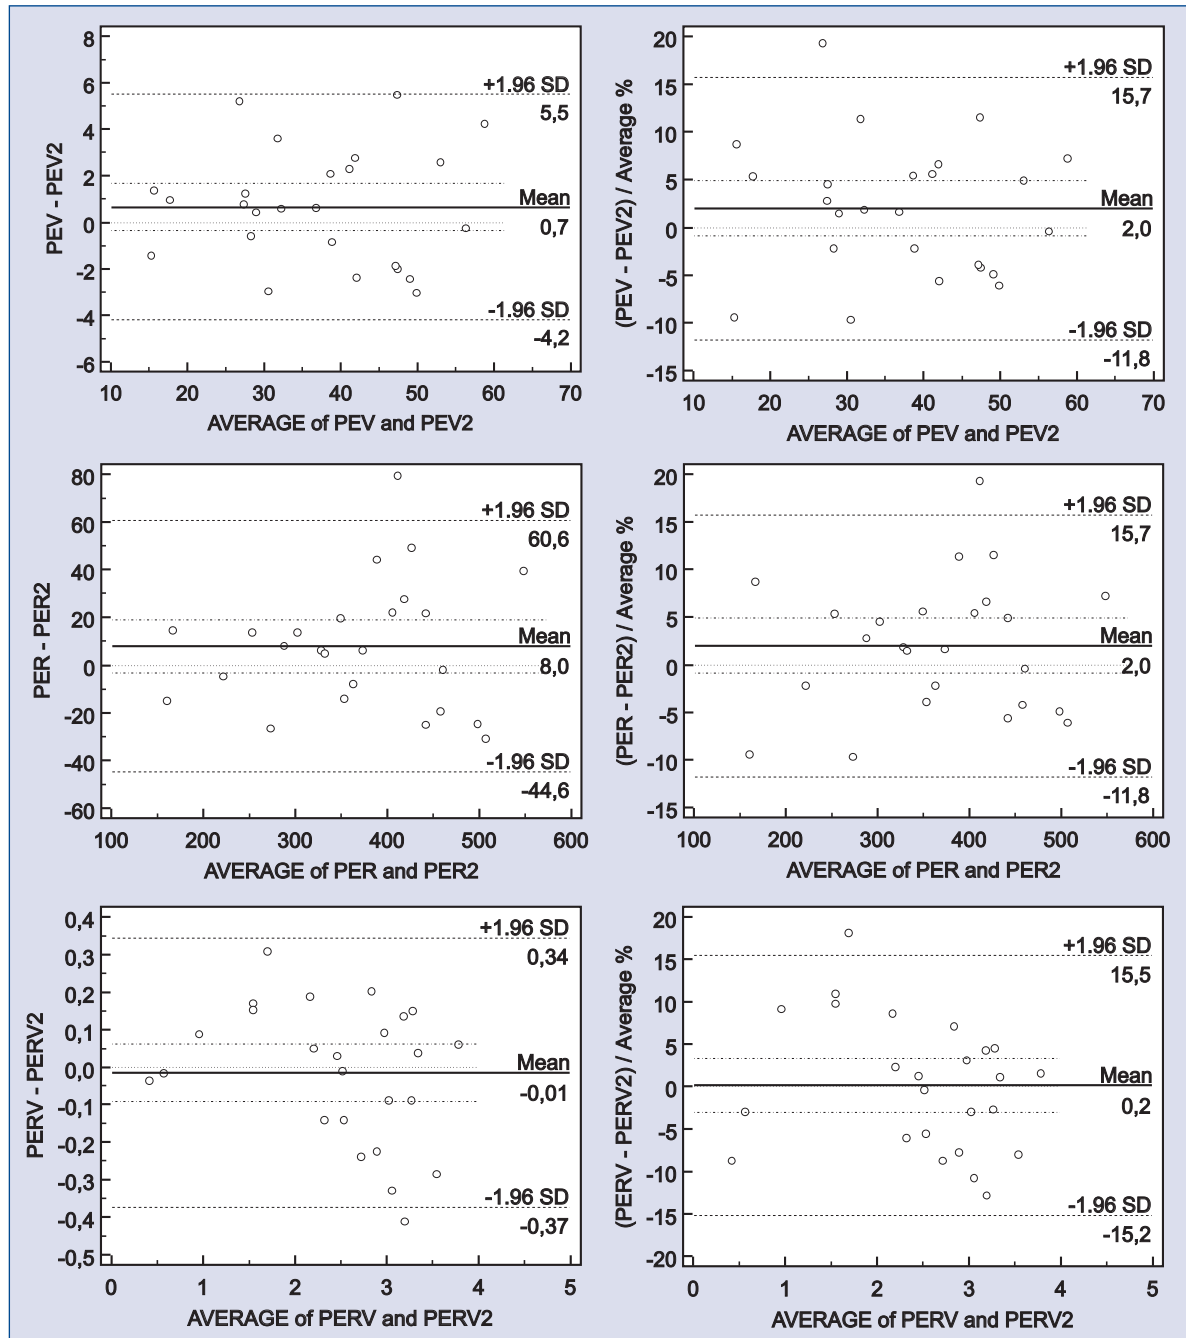 PEV - PEV2
8
6
4
2
0
-2
-4
-6
+1.96 SD
5,5
Mean
0,7
-1.96 SD
-4,2
10 20 30 40 50 60 70
AVERAGE of PEV and PEV2
(PEV - PEV2) / Average %
20
15
10
5
0
-5
-10
-15
+1.96 SD
15,7
Mean
2,0
-1.96 SD
-11,8
10 20 30 40 50 60 70
AVERAGE of PEV and PEV2
PER - PER2
80
60
40
20
0
-20
-40
-60
+1.96 SD
60,6
Mean
8,0
-1.96 SD
-44,6
100 200 300 400 500 600
AVERAGE of PER and PER2
(PER - PER2) / Average %
20
15
10
5
0
-5
-10
-15
+1.96 SD
15,7
Mean
2,0
-1.96 SD
-11,8
100 200 300 400 500 600
AVERAGE of PER and PER2
PERV - PERV2
0,4
0,3
0,2
0,1
0,0
-0,1
-0,2
-0,3
-0,4
-0,5
+1.96 SD
0,34
Mean
-0,01
-1.96 SD
-0,37
0 1 2 3 4 5
AVERAGE of PERV and PERV2
(PERV - PERV2) / Average %
20
15
10
5
0
-5
-10
-15
-20
+1.96 SD
15,5
Mean
0,2
-1.96 SD
-15,2
0 1 2 3 4 5
AVERAGE of PERV and PERV2